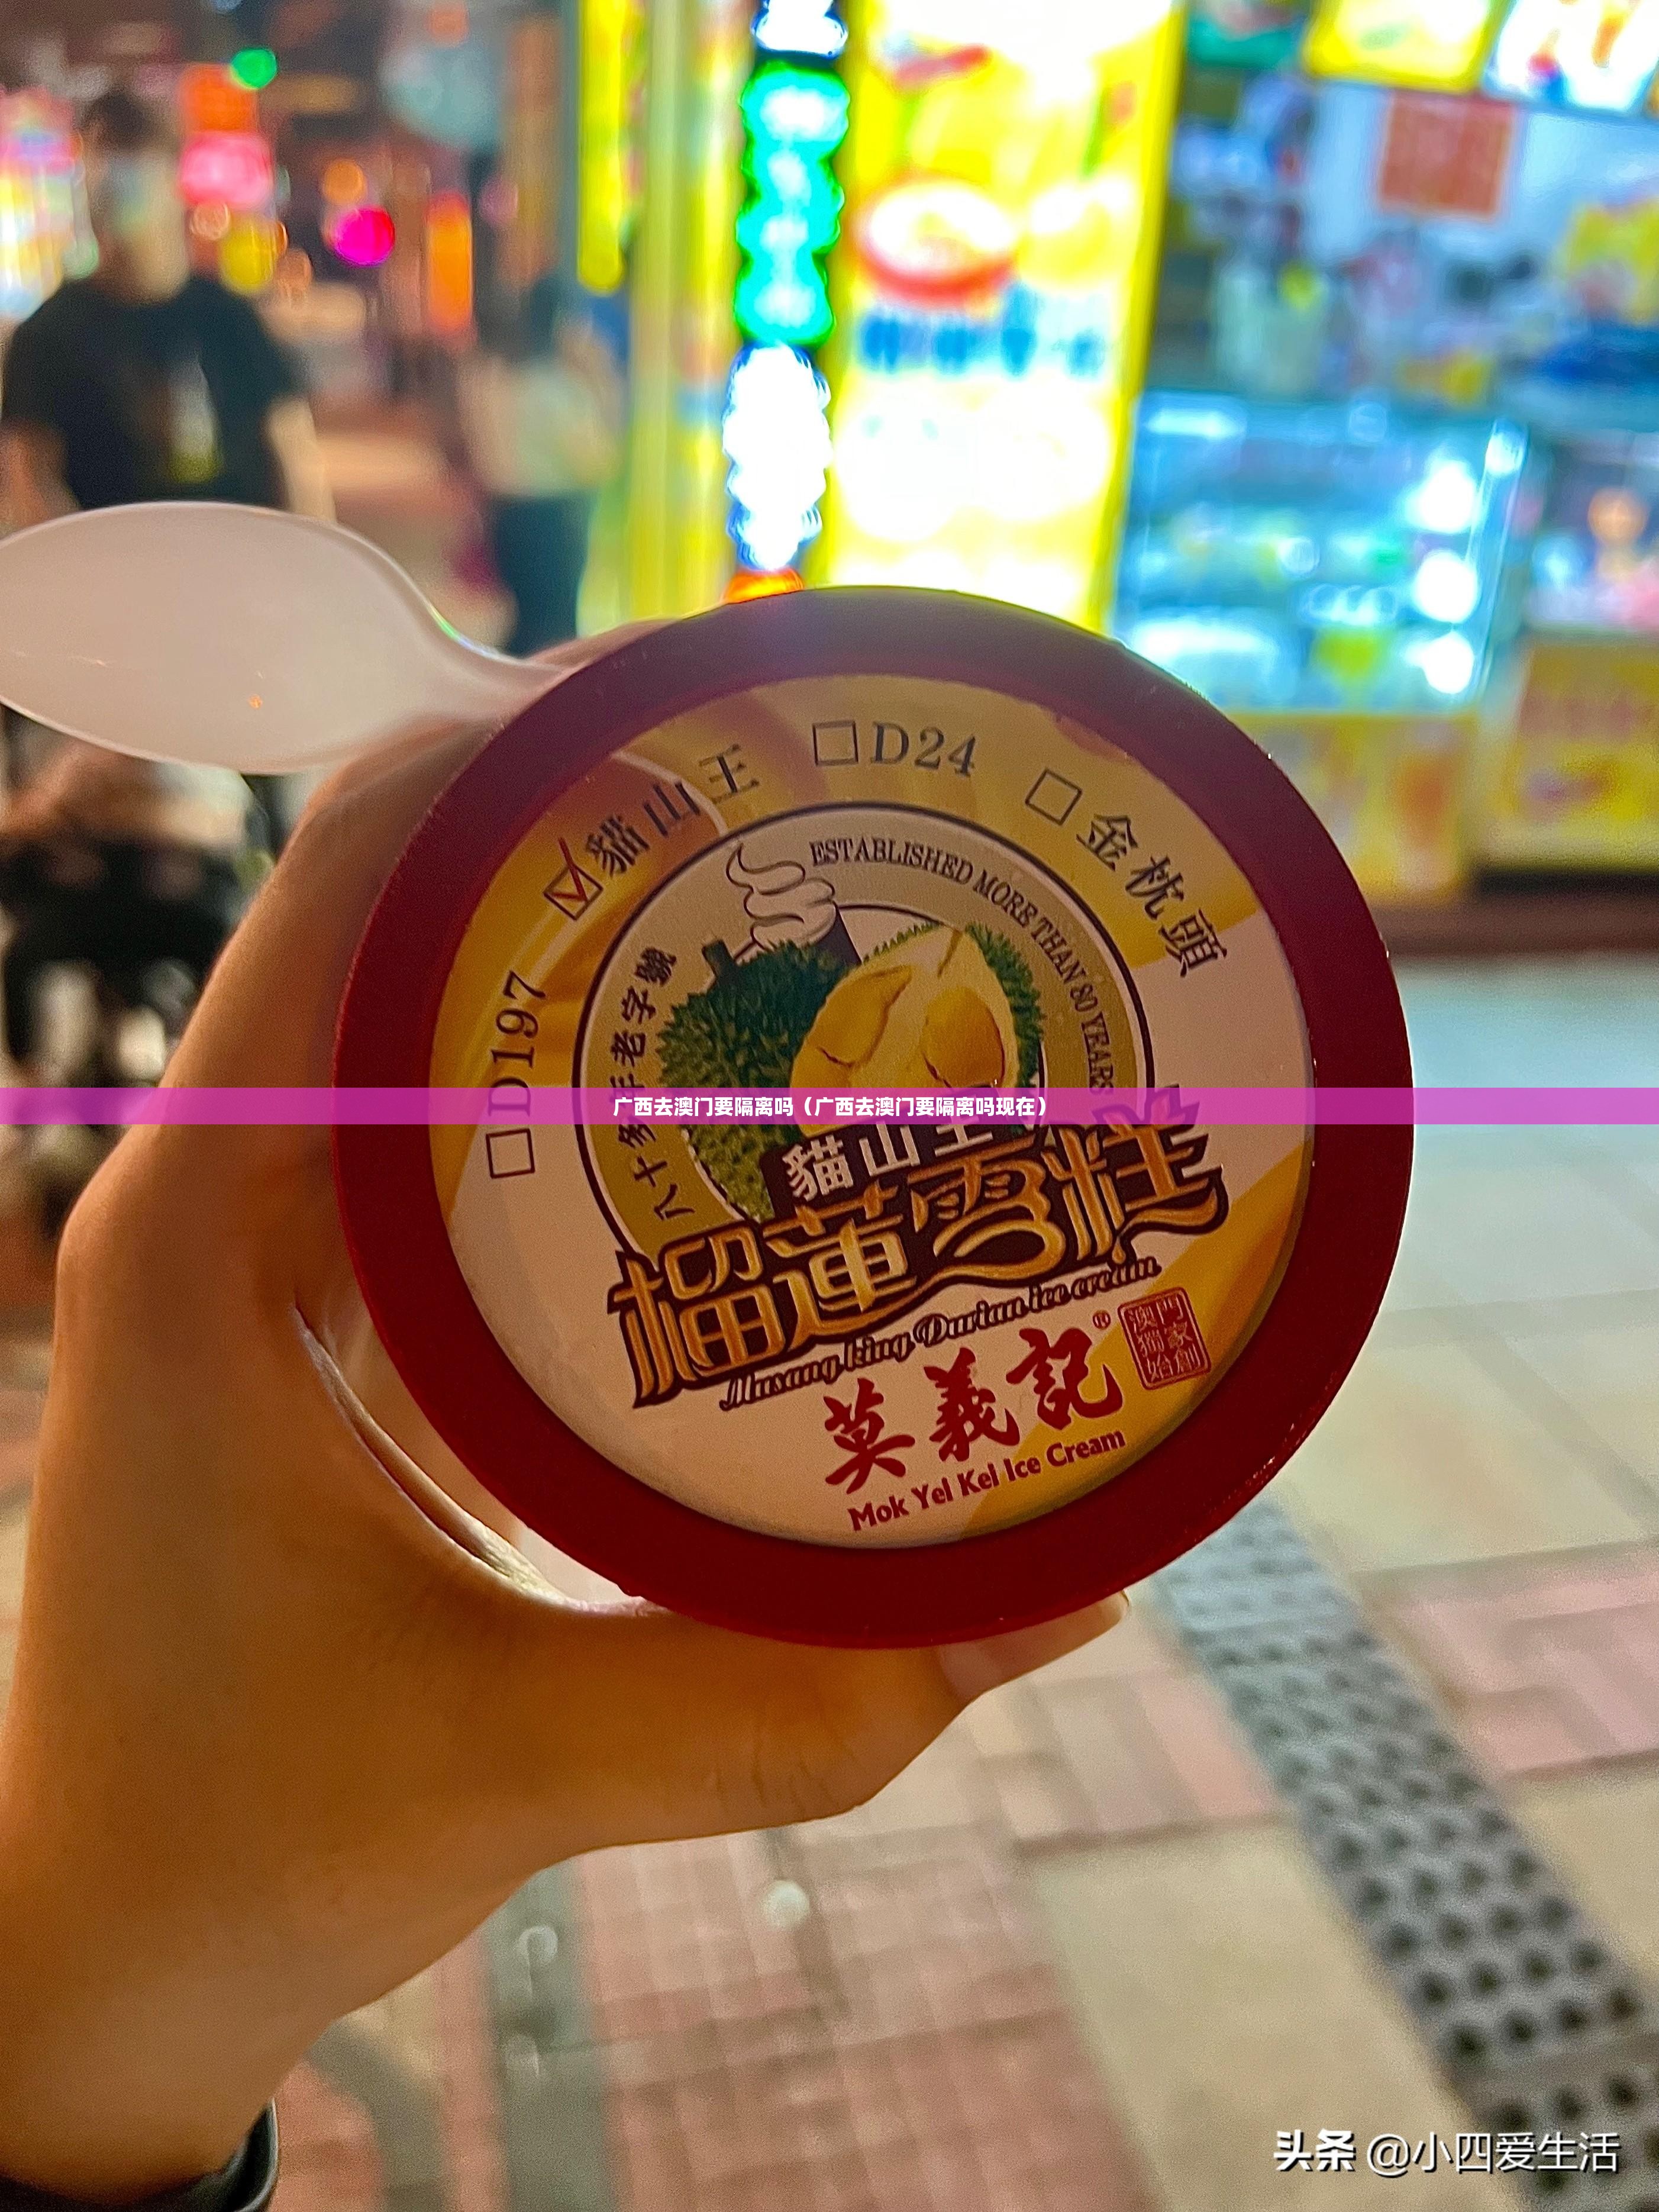 D24
貓山王
金枕頭
ESTABLISHED MORE THAN 80 YEARS
八十多年老字號
D197
广西去澳门要隔离吗（广西去澳门要隔离吗现在）
貓山王
榴蓮雪糕
Musang king Durian ice cream
莫義記®
澳門
獨家
始創
Mok Yei Kei Ice Cream
头条 @小四爱生活